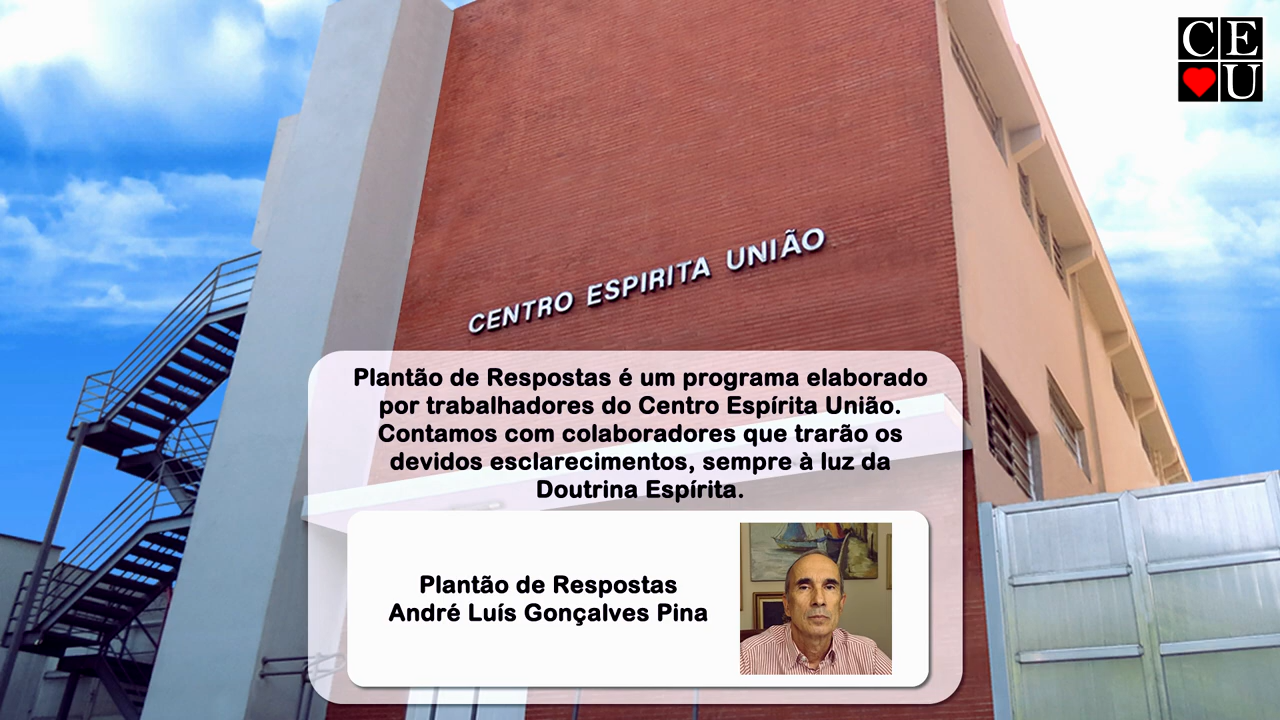 CE
U
CENTRO ESPIRITA UNIÃO
Plantão de Respostas é um programa elaborado
por trabalhadores do Centro Espírita União.
Contamos com colaboradores que trarão os
devidos esclarecimentos, sempre à luz da
Doutrina Espírita.
Plantão de Respostas
André Luís Gonçalves Pina